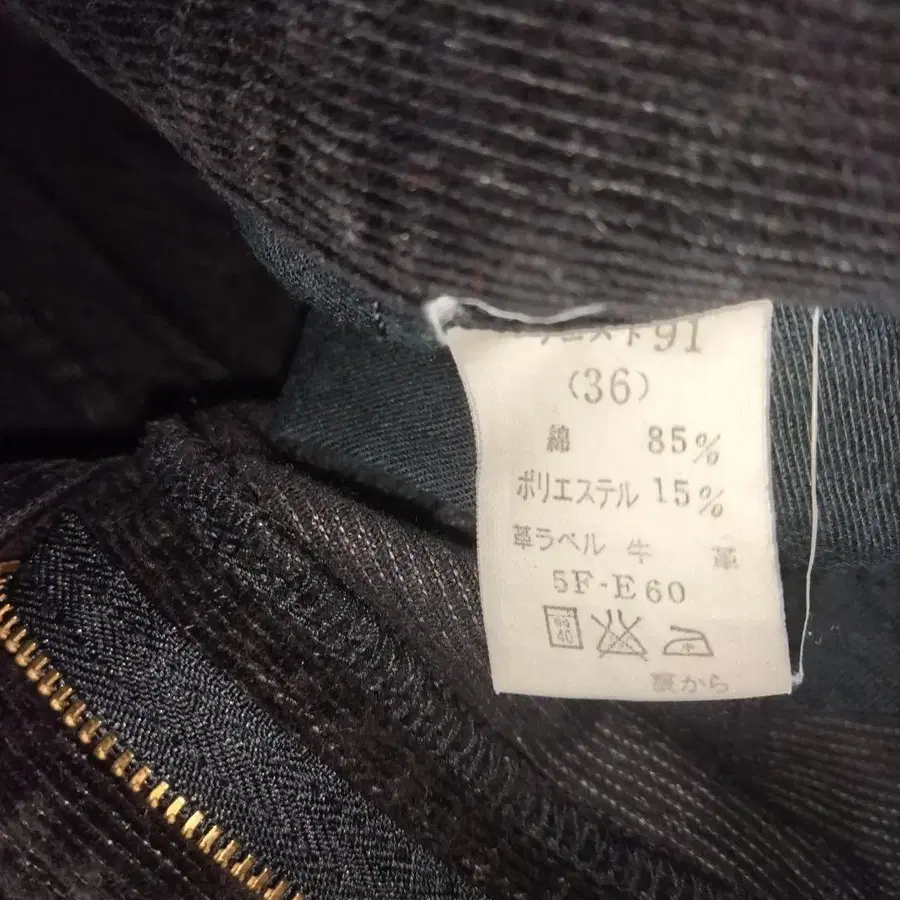 ウエスト91
(36)
綿 85%
ポリエステル 15%
革ラベル 牛 革
5F-E60
40
裏から